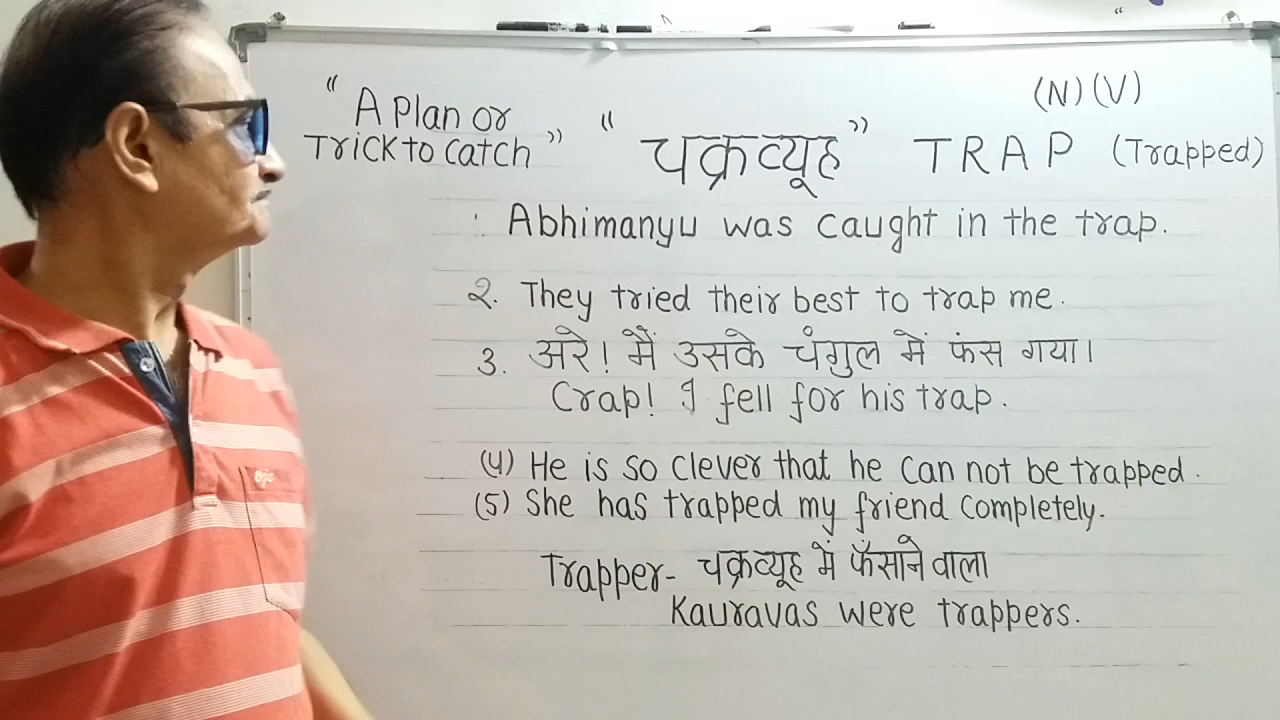 (N) (V)
"A Plan or
Trick to catch" "चक्रव्यूह" TRAP (Trapped)
Abhimanyu was caught in the trap.
2. They tried their best to trap me.
3. अरे! मैं उसके चंगुल में फंस गया।
Crap! I fell for his trap.
(4) He is so clever that he can not be trapped.
(5) She has trapped my friend completely.
Trapper- चक्रव्यूह में फँसाने वाला
Kauravas were trappers.